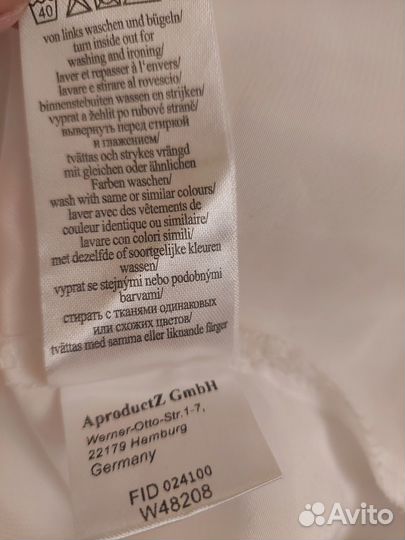 40
von links waschen und bügeln/
turn inside out for
washing and ironing/
laver et repasser à l'envers/
lavare e stirare al rovescio/
binnenstebuiten wassen en strijken/
vyprat a žehlit po rubové straně/
вывернуть перед стиркой
и глажением/
tvättas och strykes vrängd
mit gleichen oder ähnlichen
Farben waschen/
wash with same or similar colours/
laver avec des vêtements de
couleur identique ou similaire/
lavare con colori simili/
met dezelfde of soortgelijke kleuren
wassen/
vyprat se stejnými nebo podobnými
barvami/
стирать с тканями одинаковых
или схожих цветов/
tvättas med samma eller liknande färger
AproductZ GmbH
Werner-Otto-Str.1-7,
22179 Hamburg
Germany
FID 024100
W48208
Avito